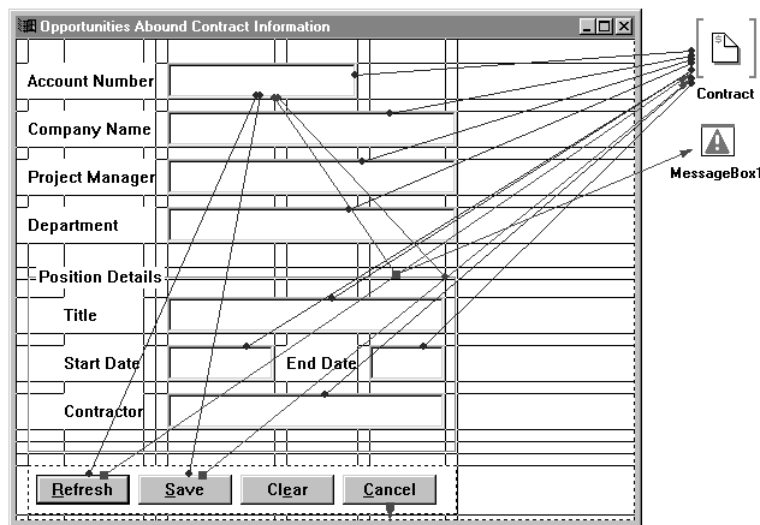 Opportunities Abound Contract Information
Account Number
Contract
Company Name
MessageBox1
Project Manager
Department
Position Details
Title
Start Date End Date
Contractor
Refresh Save Clear Cancel